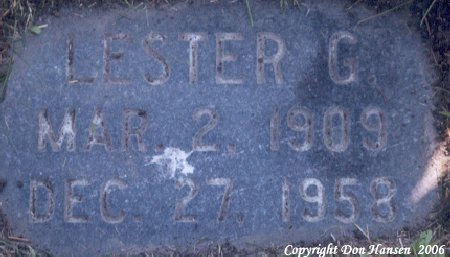 LESTER G.
MAR. 2. 1909
DEC. 27. 1958
Copyright Don Hansen 2006